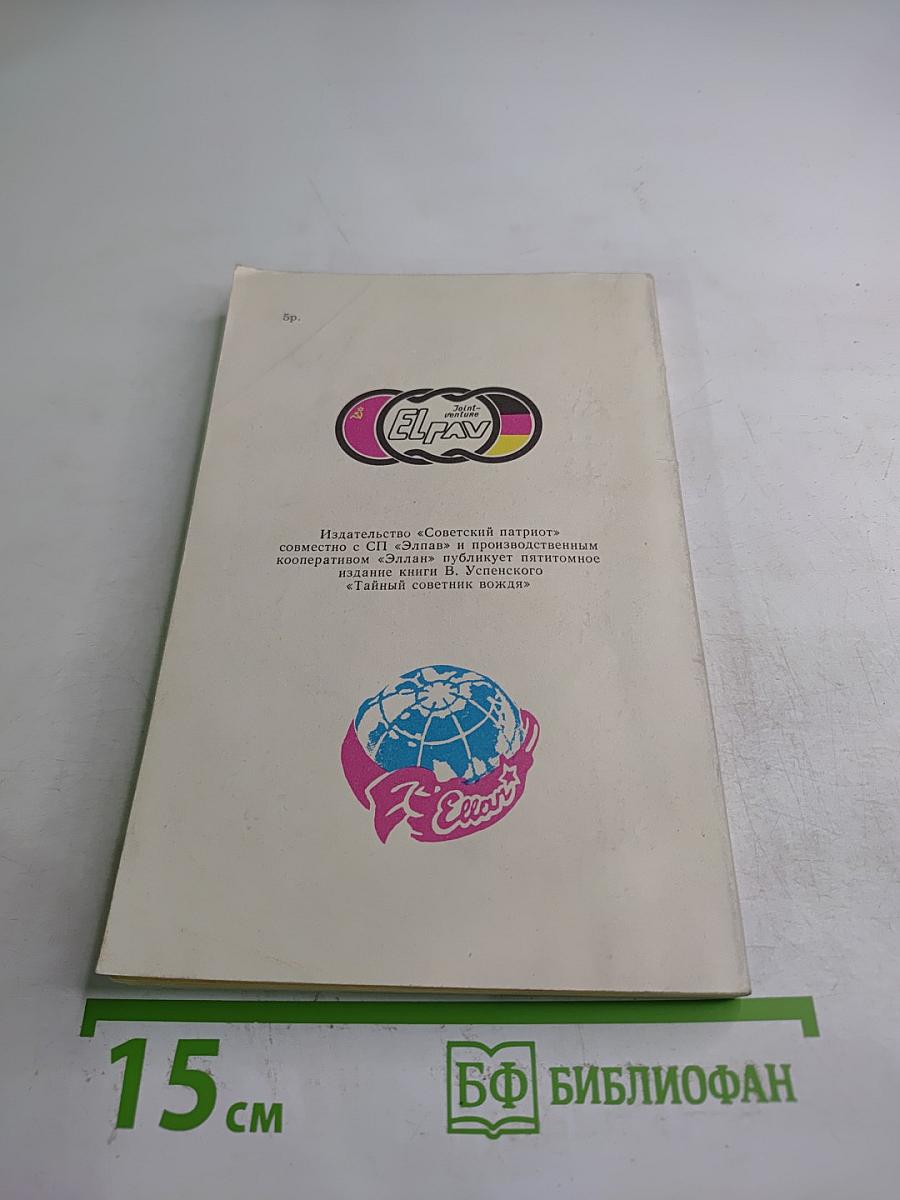 5р.
Joint-
venture
ELPAV
Издательство «Советский патриот»
совместно с СП «Элпав» и производственным
кооперативом «Эллан» публикует пятитомное
издание книги В. Успенского
«Тайный советник вождя»
Ellan
15 см
БФ БИБЛИОФАН